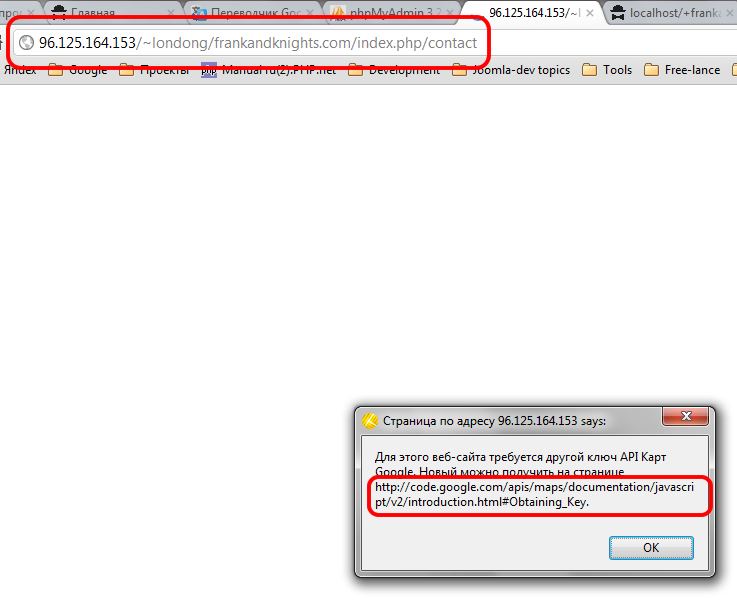 Главная
Переводчик Goo
phpMyAdmin 3.2
96.125.164.153/~l
localhost/+frank
96.125.164.153/~londong/frankandknights.com/index.php/contact
Яндех Google Проекты Manual ru(2).PHP.net Development Joomla-dev topics Tools Free-lance
Страница по адресу 96.125.164.153 says:
Для этого веб-сайта требуется другой ключ API Карт
Google. Новый можно получить на странице
http://code.google.com/apis/maps/documentation/javascri
pt/v2/introduction.html#Obtaining_Key.
OK